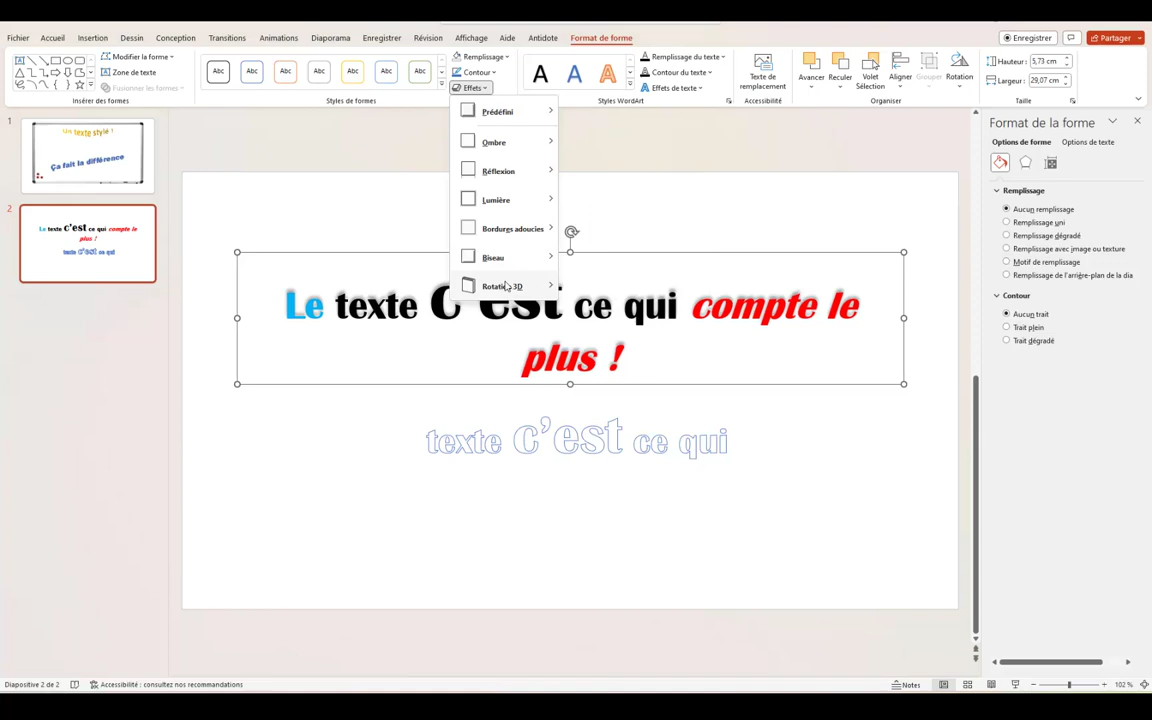 Fichier Accueil Insertion Dessin Conception Transitions Animations Diaporama Enregistrer Révision Affichage Aide Antidote Format de forme
Enregistrer Partager
Modifier la forme
Zone de texte
Fusionner les formes
Insérer des formes
Abc Abc Abc Abc Abc Abc Abc
Styles de formes
Remplissage
Contour
Effets
A A A
Remplissage du texte
Contour du texte
Effets de texte
Styles WordArt
Texte de remplacement
Accessibilité
Avancer Reculer Volet Sélection Aligner Grouper Rotation
Organiser
Hauteur : 5,73 cm
Largeur : 29,07 cm
Taille
Prédéfini
Ombre
Réflexion
Lumière
Bordures adoucies
Biseau
Rotation 3D
1
Un texte stylé !
Ça fait la différence
2
Le texte c'est ce qui compte le
plus !
texte c'est ce qui
Le texte c'est ce qui compte le
plus !
texte c'est ce qui
Format de la forme
Options de forme Options de texte
Remplissage
Aucun remplissage
Remplissage uni
Remplissage dégradé
Remplissage avec image ou texture
Motif de remplissage
Remplissage de l'arrière-plan de la dia
Contour
Aucun trait
Trait plein
Trait dégradé
Diapositive 2 de 2 Accessibilité : consultez nos recommandations Notes 102 %